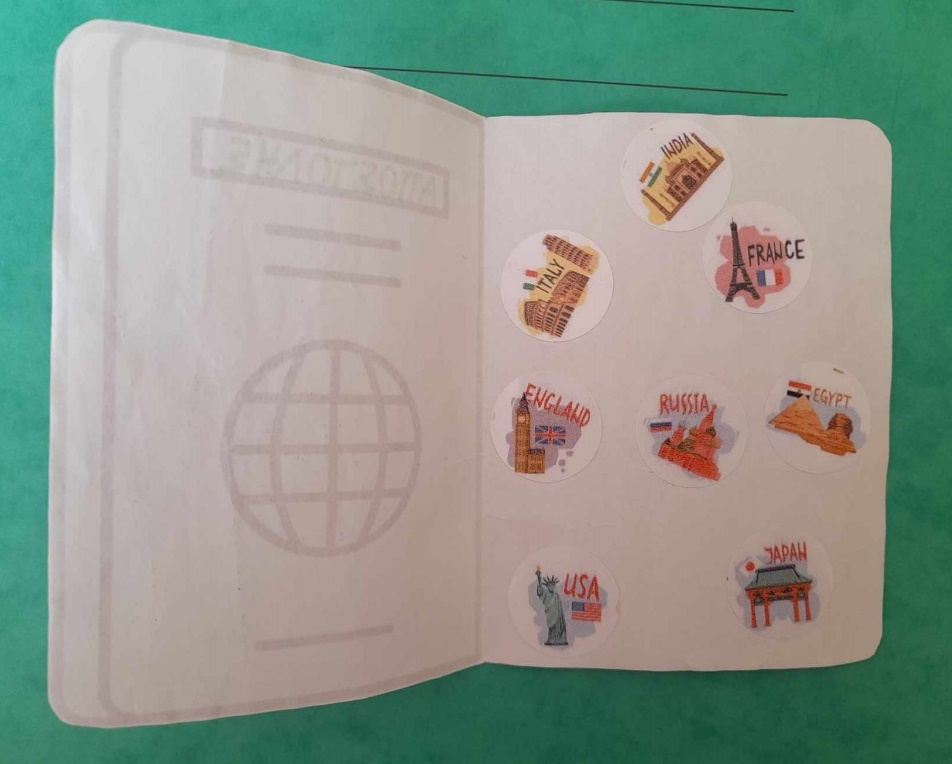 INDIA
FRANCE
ITALY
ENGLAND
RUSSIA
EGYPT
USA
JAPAN